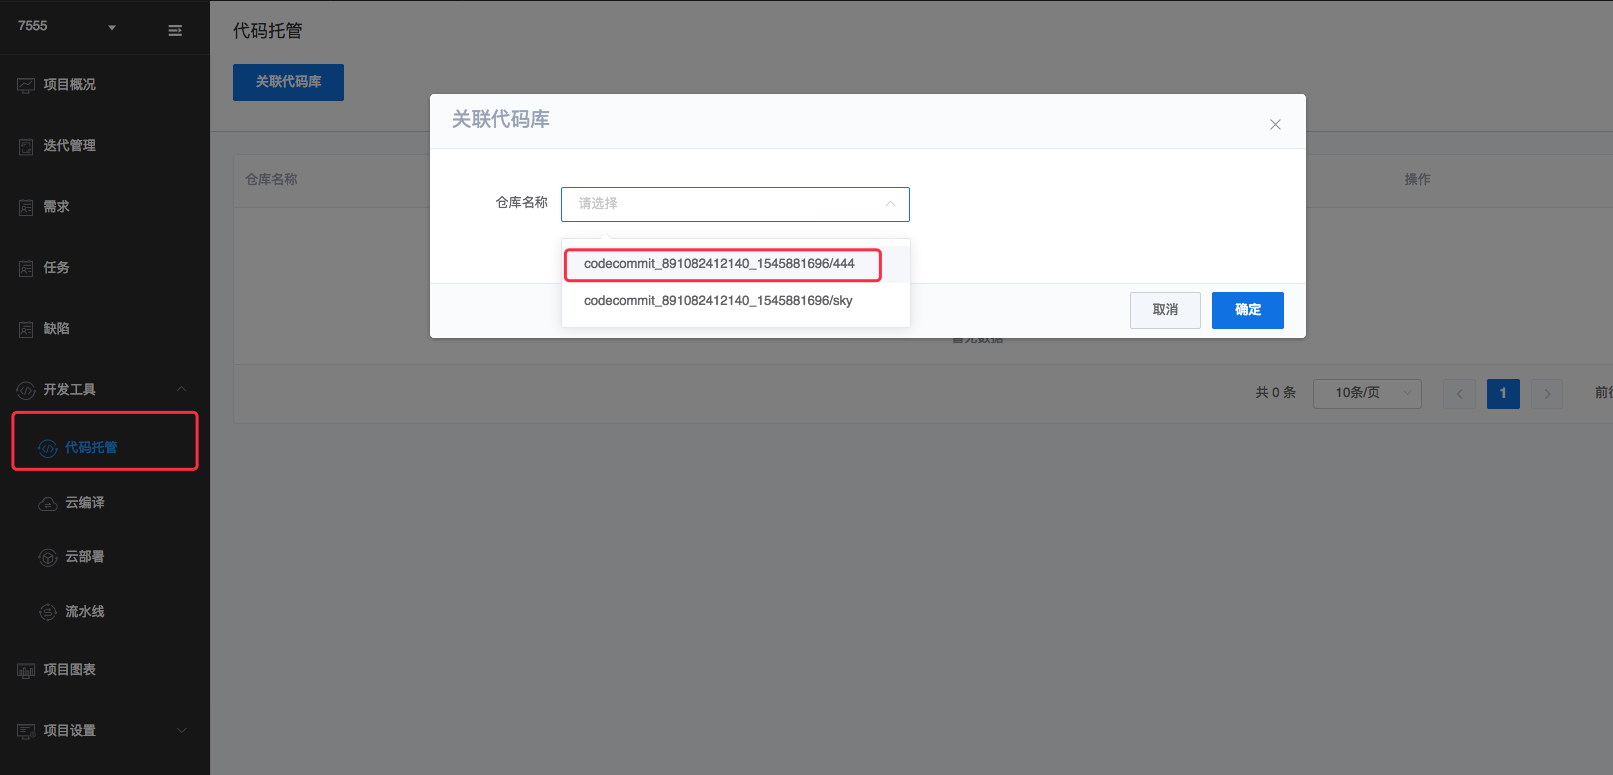 7555
项目概况
迭代管理
需求
任务
缺陷
开发工具
代码托管
云编译
云部署
流水线
项目图表
项目设置
代码托管
关联代码库
仓库名称
操作
暂无数据
共 0 条
10条/页
1
前往
关联代码库
仓库名称
请选择
codecommit_891082412140_1545881696/444
codecommit_891082412140_1545881696/sky
取消
确定